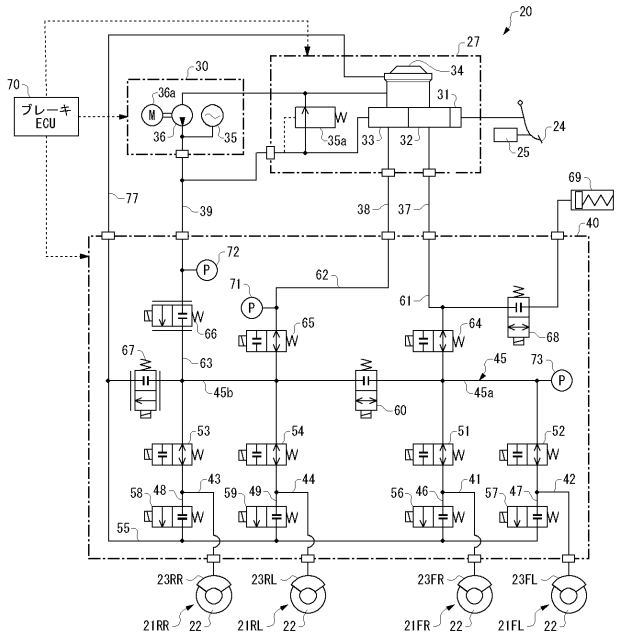 20
27
30
70
36a
34
31
ブレーキ
ECU
M
36
35
35a
33
32
24
25
77
39
38
37
69
40
72
P
62
71
P
61
66
65
64
68
67
63
45
73
P
45b
45a
60
53
54
51
52
43
44
41
42
58
48
59
49
56
46
57
47
55
23RR
23RL
23FR
23FL
21RR
22
21RL
22
21FR
22
21FL
22